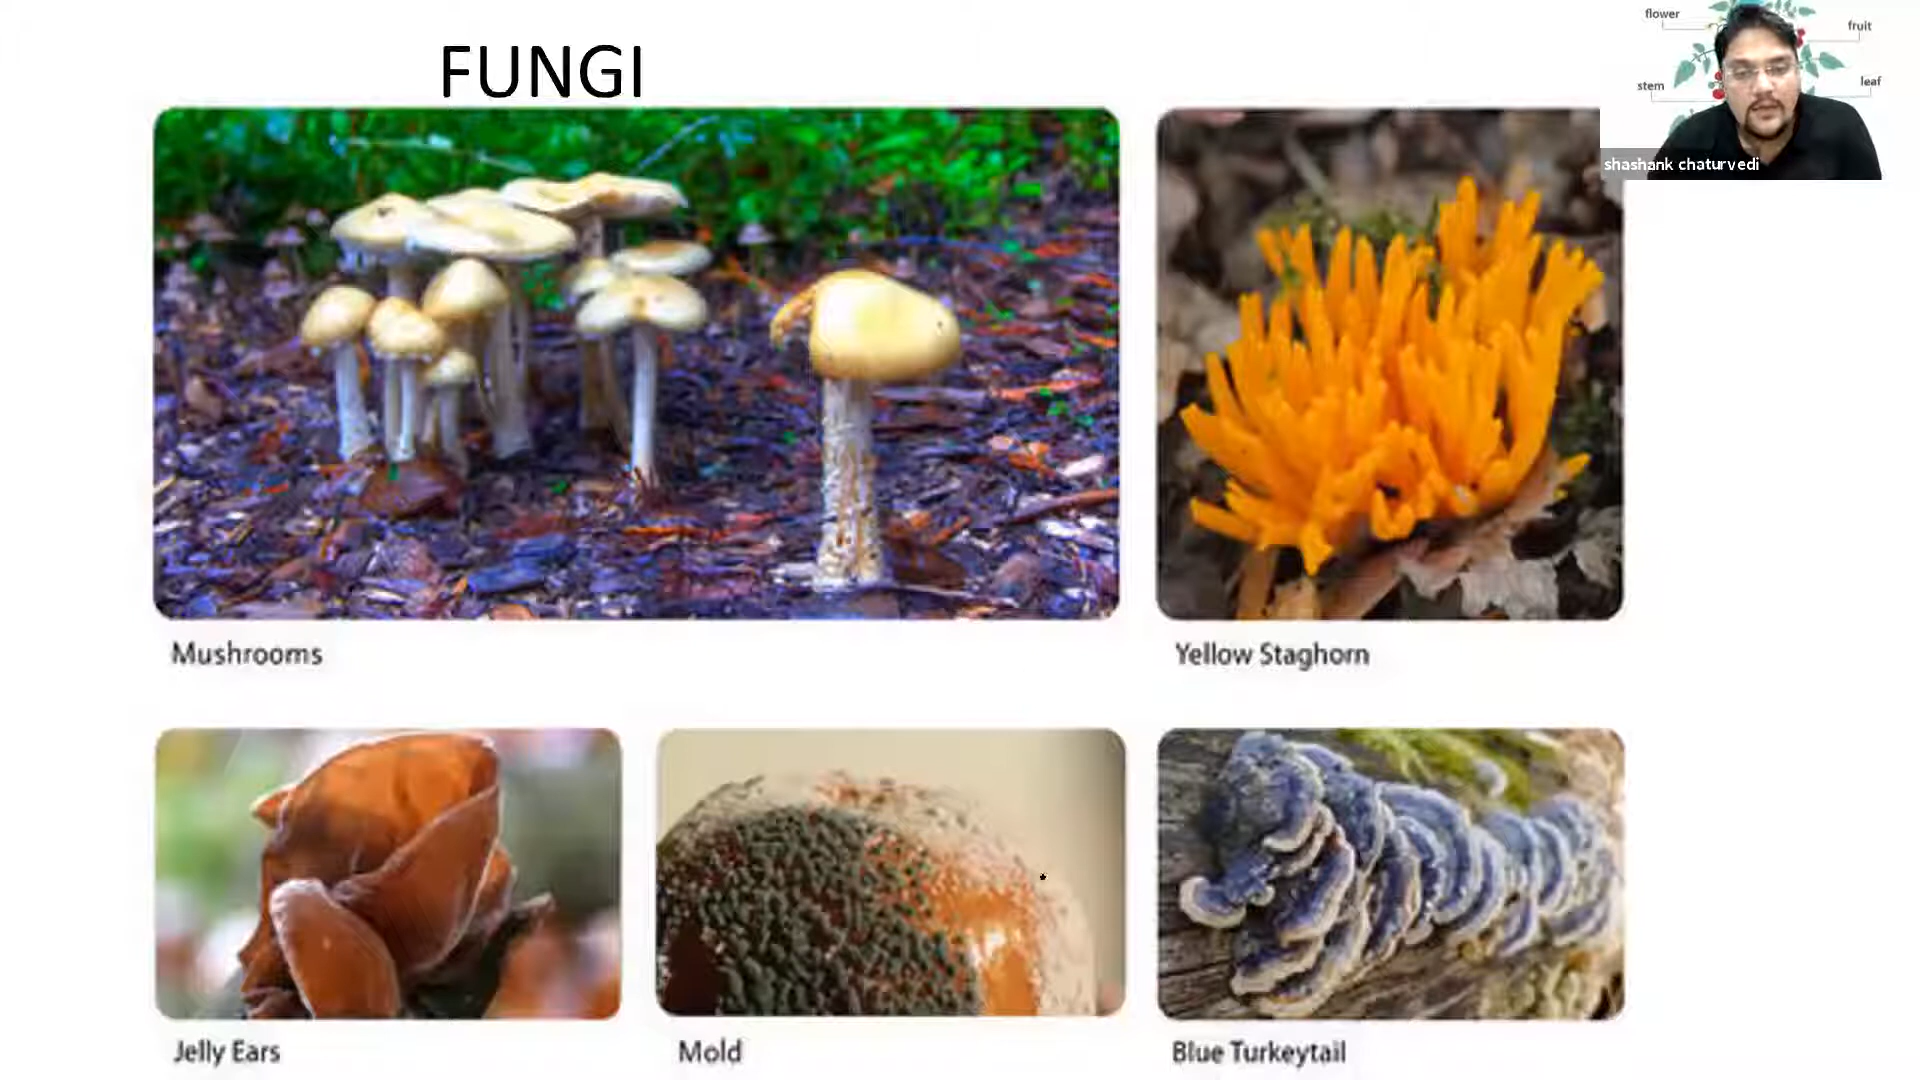 FUNGI
flower
fruit
stem
leaf
shashank chaturvedi
Mushrooms
Yellow Staghorn
Jelly Ears
Mold
Blue Turkeytail